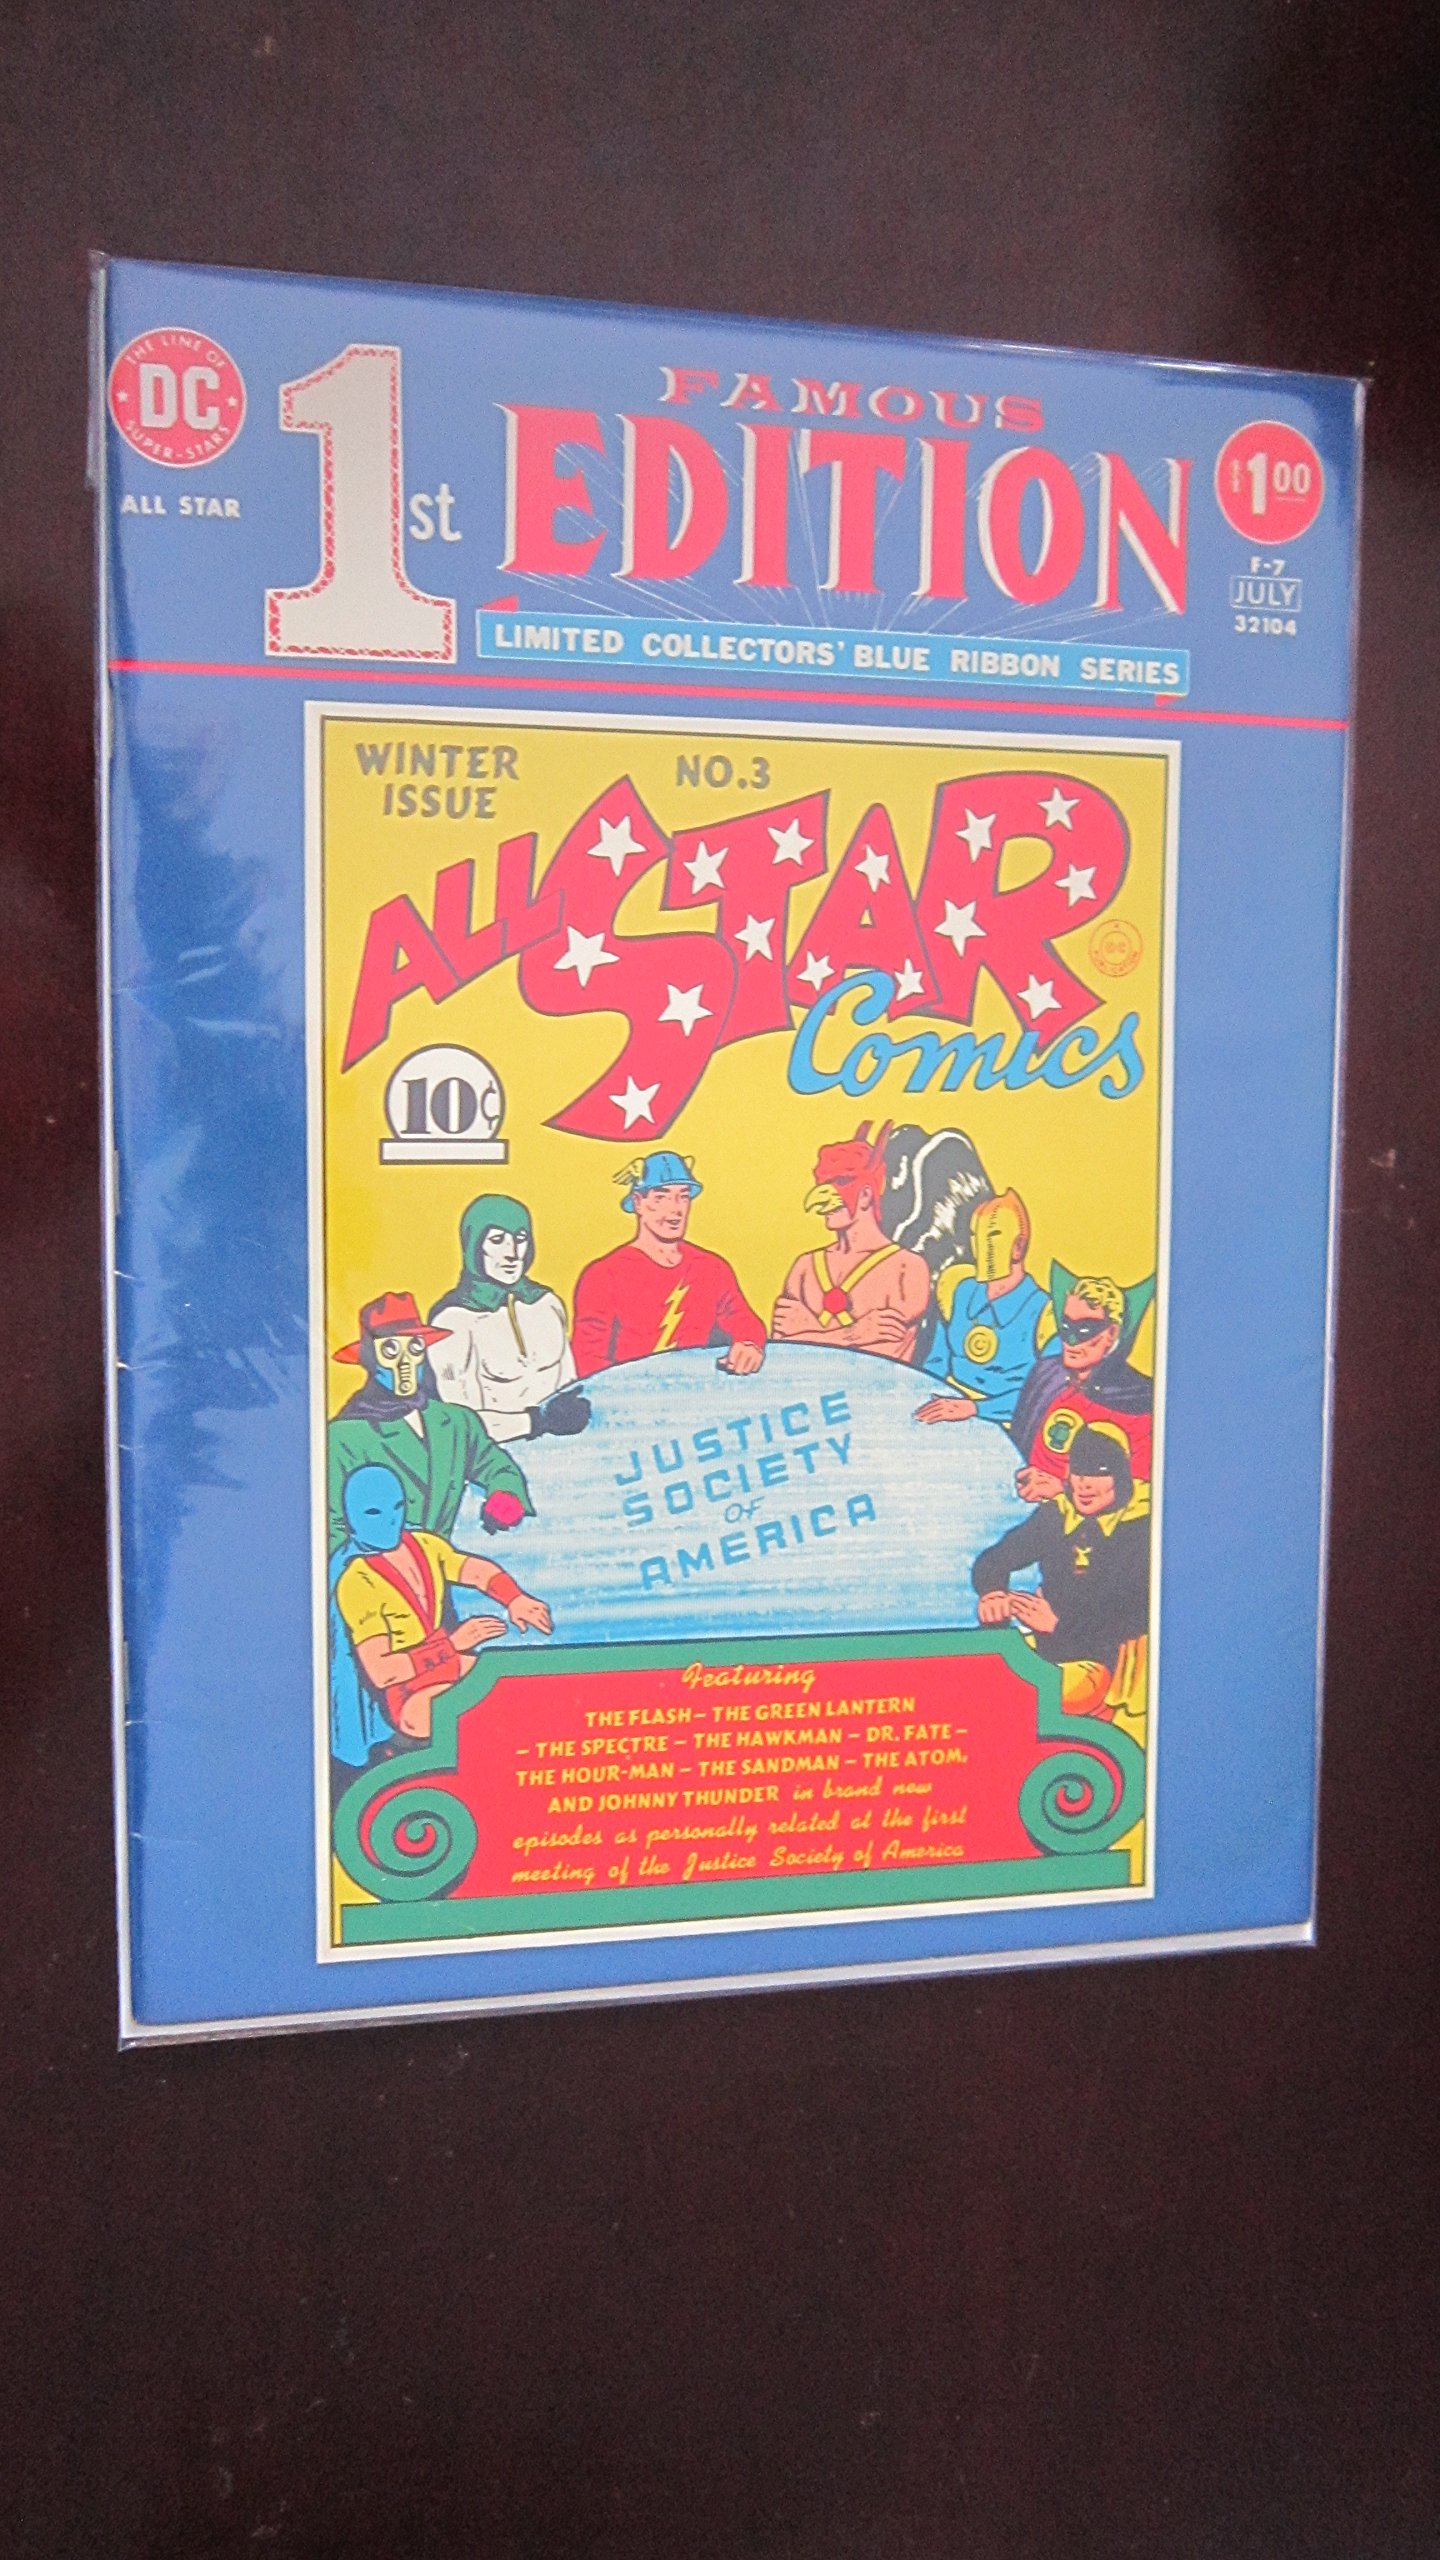 THE LINE OF
DC
SUPER-STARS
ALL STAR
1st
FAMOUS
EDITION
$1.00
F-7
JULY
32104
LIMITED COLLECTORS' BLUE RIBBON SERIES
WINTER
ISSUE
NO.3
ALL STAR
Comics
A
DC
PUBLICATION
10¢
JUSTICE
SOCIETY
OF
AMERICA
Featuring
THE FLASH – THE GREEN LANTERN
– THE SPECTRE – THE HAWKMAN – DR. FATE –
THE HOUR-MAN – THE SANDMAN – THE ATOM,
AND JOHNNY THUNDER in brand new
episodes as personally related at the first
meeting of the Justice Society of America